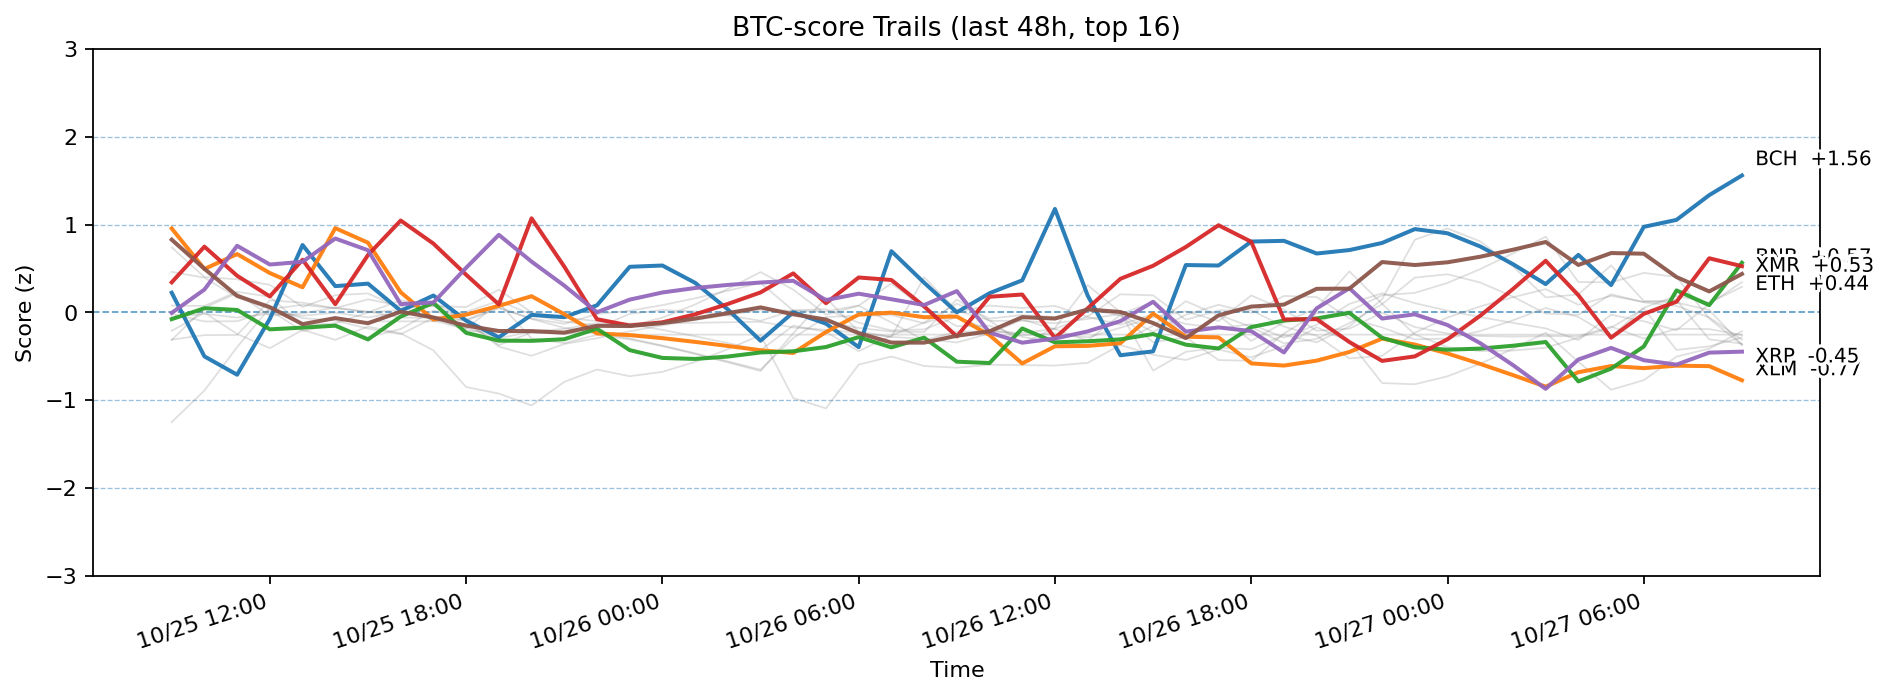 BTC-score Trails (last 48h, top 16)
Score (z)
3
2
1
0
−1
−2
−3
BCH +1.56
XMR +0.53
ETH +0.44
XRP -0.45
XLM -0.77
10/25 12:00
10/25 18:00
10/26 00:00
10/26 06:00
10/26 12:00
10/26 18:00
10/27 00:00
10/27 06:00
Time